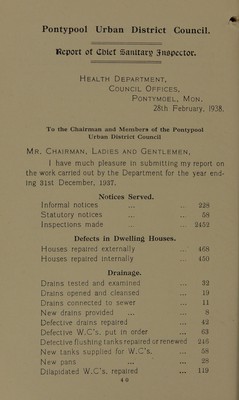 Pontypool Urban District Council.
Report of Chief Sanitary Inspector.
HEALTH DEPARTMENT,
COUNCIL OFFICES,
PONTYMOEL, MON.
28th February, 1938.
To the Chairman and Members of the Pontypool
Urban District Council
MR. CHAIRMAN, LADIES AND GENTLEMEN,
I have much pleasure in submitting my report on
the work carried out by the Department for the year end-
ing 31st December, 1937.
Notices Served.
Informal notices ... ... 228
Statutory notices ... ... 58
Inspections made ... ... 2452
Defects in Dwelling Houses.
Houses repaired externally ... 468
Houses repaired internally ... 450
Drainage.
Drains tested and examined ... 32
Drains opened and cleansed ... 19
Drains connected to sewer ... 11
New drains provided ... ... 8
Defective drains repaired ... 42
Defective W.C's. put in order ... 63
Defective flushing tanks repaired or renewed 245
New tanks supplied for W.C's. ... 58
New pans ... ... 28
Dilapidated W.C's. repaired ... 119
40